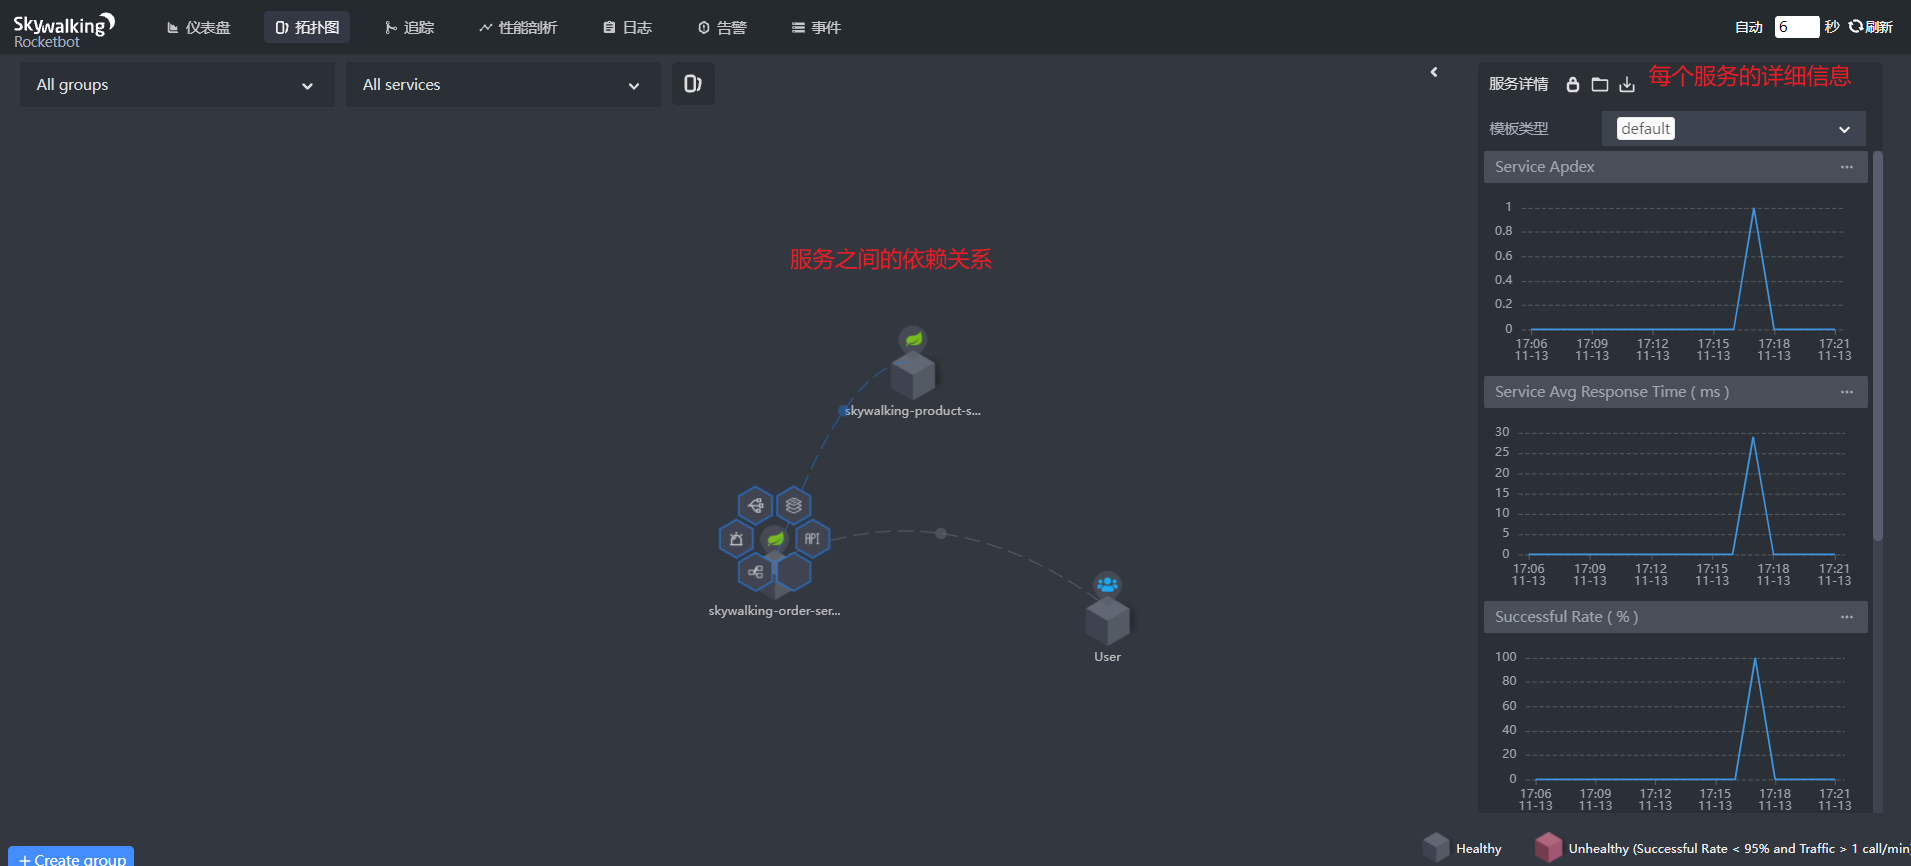 Skywalking
Rocketbot
仪表盘 拓扑图 追踪 性能剖析 日志 告警 事件 自动 6 秒 刷新
All groups All services
服务详情 每个服务的详细信息
模板类型 default
Service Apdex ...
1
0.8
0.6
0.4
0.2
0
17:06 17:09 17:12 17:15 17:18 17:21
11-13 11-13 11-13 11-13 11-13 11-13
Service Avg Response Time ( ms ) ...
30
25
20
15
10
5
0
17:06 17:09 17:12 17:15 17:18 17:21
11-13 11-13 11-13 11-13 11-13 11-13
Successful Rate ( % ) ...
100
80
60
40
20
0
17:06 17:09 17:12 17:15 17:18 17:21
11-13 11-13 11-13 11-13 11-13 11-13
服务之间的依赖关系
skywalking-product-s...
API
skywalking-order-ser...
User
+ Create group
Healthy Unhealthy (Successful Rate < 95% and Traffic > 1 call/min